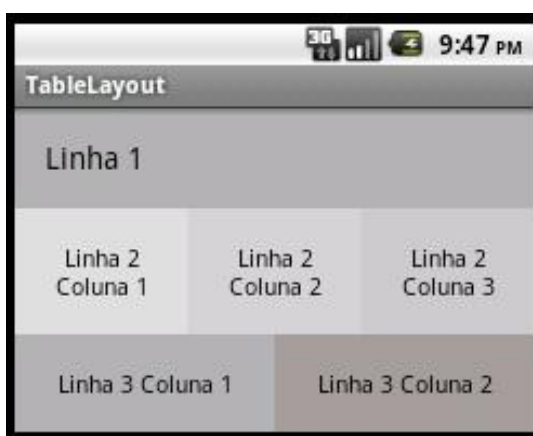 3G 9:47 PM
TableLayout
Linha 1
Linha 2
Coluna 1
Linha 2
Coluna 2
Linha 2
Coluna 3
Linha 3 Coluna 1
Linha 3 Coluna 2